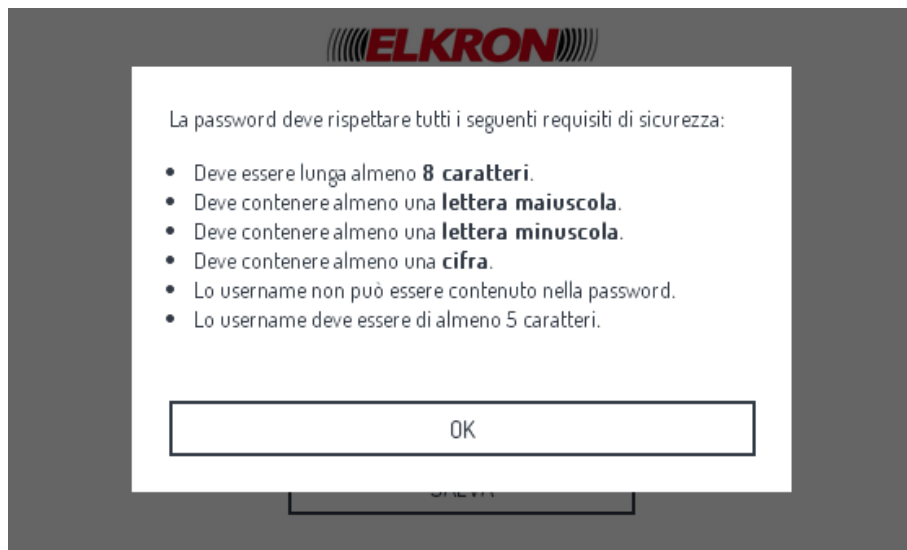 ELKRON
La password deve rispettare tutti i seguenti requisiti di sicurezza:
• Deve essere lunga almeno 8 caratteri.
• Deve contenere almeno una lettera maiuscola.
• Deve contenere almeno una lettera minuscola.
• Deve contenere almeno una cifra.
• Lo username non può essere contenuto nella password.
• Lo username deve essere di almeno 5 caratteri.
OK
SALVA